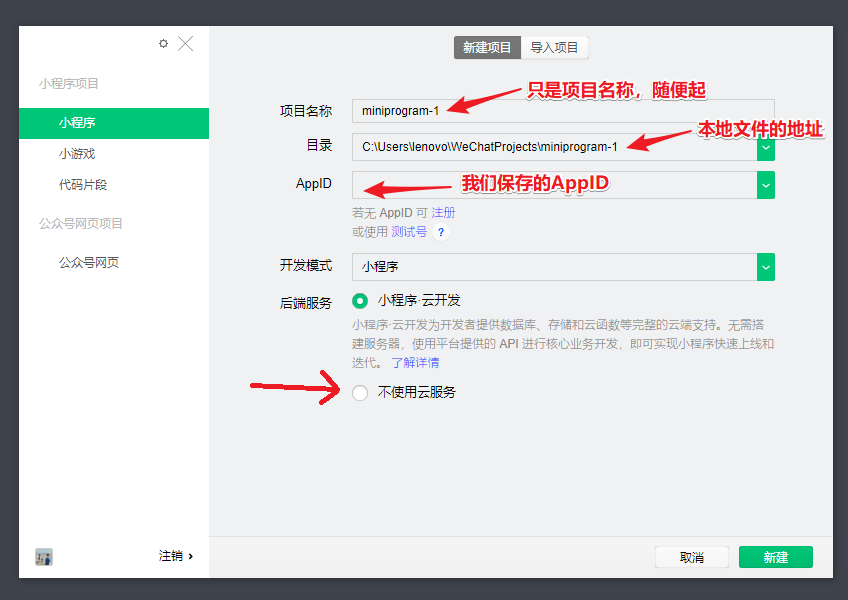 新建项目 导入项目
小程序项目
小程序
小游戏
代码片段
公众号网页项目
公众号网页
注销 ›
只是项目名称，随便起
项目名称 miniprogram-1
本地文件的地址
目录 C:\Users\lenovo\WeChatProjects\miniprogram-1
AppID 我们保存的AppID
若无 AppID 可 注册
或使用 测试号 ?
开发模式 小程序
后端服务 小程序·云开发
小程序·云开发为开发者提供数据库、存储和云函数等完整的云端支持。无需搭
建服务器，使用平台提供的 API 进行核心业务开发，即可实现小程序快速上线和
迭代。 了解详情
不使用云服务
取消 新建